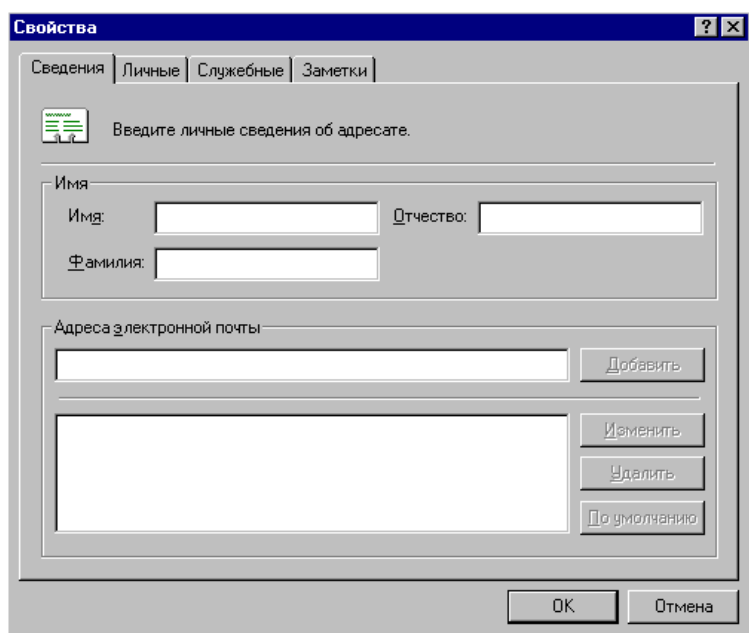 Свойства
Сведения Личные Служебные Заметки
Введите личные сведения об адресате.
Имя
Имя: Отчество:
Фамилия:
Адреса электронной почты
Добавить
Изменить
Удалить
По умолчанию
OK Отмена